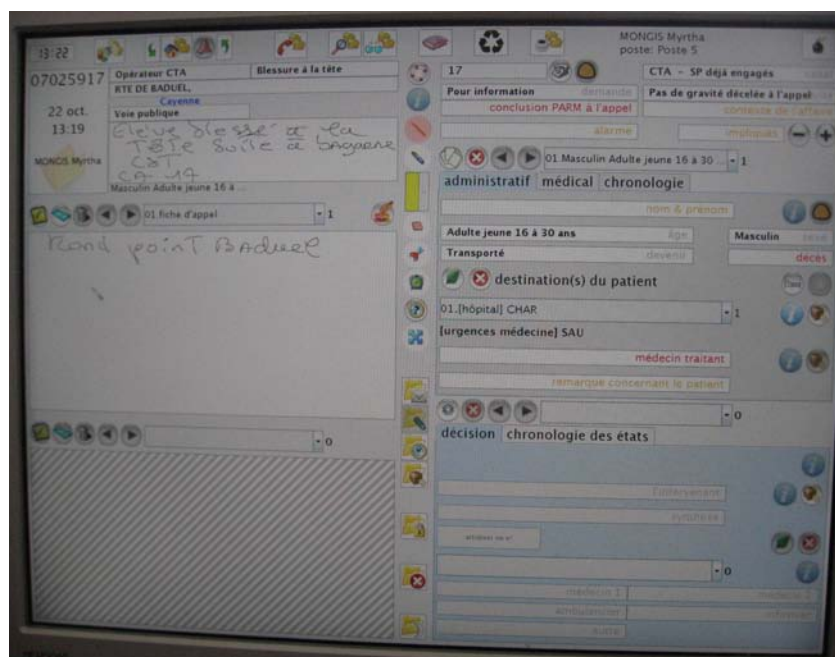 13:22
MONGIS Myrtha
poste: Poste 5
07025917
Opérateur CTA
Blessure à la tête
RTE DE BADUEL,
Cayenne
22 oct.
13:19
Voie publique
Elève blessé à la
Tête suite à bagarre
MONGIS Myrtha
Masculin Adulte jeune 16 à ...
01 fiche d'appel
1
Rond point BAduel
0
17
CTA - SP déjà engagés
Pour information
demande
Pas de gravité décelée à l'appel
conclusion PARM à l'appel
contexte de l'affaire
alarme
impliqués
01 Masculin Adulte jeune 16 à 30 ...
1
administratif
médical
chronologie
nom & prénom
Adulte jeune 16 à 30 ans
âge
Masculin
sexe
Transporté
devenir
décès
destination(s) du patient
01.[hôpital] CHAR
1
[urgences médecine] SAU
médecin traitant
remarque concernant le patient
0
décision
chronologie des états
l'intervenant
synthèse
0
médecin 1
ambulancier
infirmier
autre